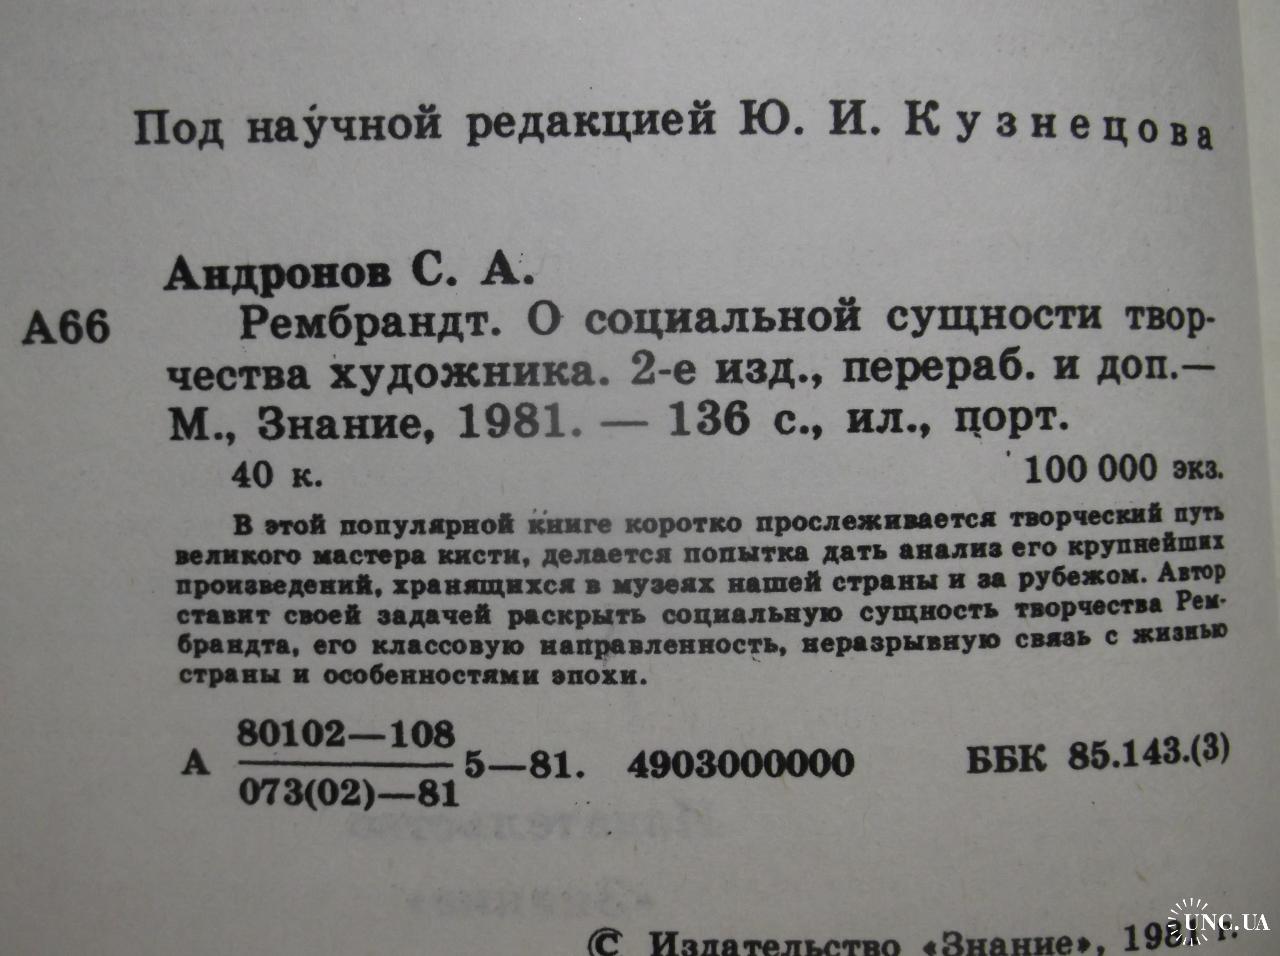 Под научной редакцией Ю. И. Кузнецова
Андронов С. А.
А66 Рембрандт. О социальной сущности твор-
чества художника. 2-е изд., перераб. и доп.—
М., Знание, 1981. — 136 с., ил., порт.
40 к. 100 000 экз.
В этой популярной книге коротко прослеживается творческий путь
великого мастера кисти, делается попытка дать анализ его крупнейших
произведений, хранящихся в музеях нашей страны и за рубежом. Автор
ставит своей задачей раскрыть социальную сущность творчества Рем-
брандта, его классовую направленность, неразрывную связь с жизнью
страны и особенностями эпохи.
80102—108
А 5—81. 4903000000 ББК 85.143.(3)
073(02)—81
© Издательство «Знание», 1981 г.
UNC.UA